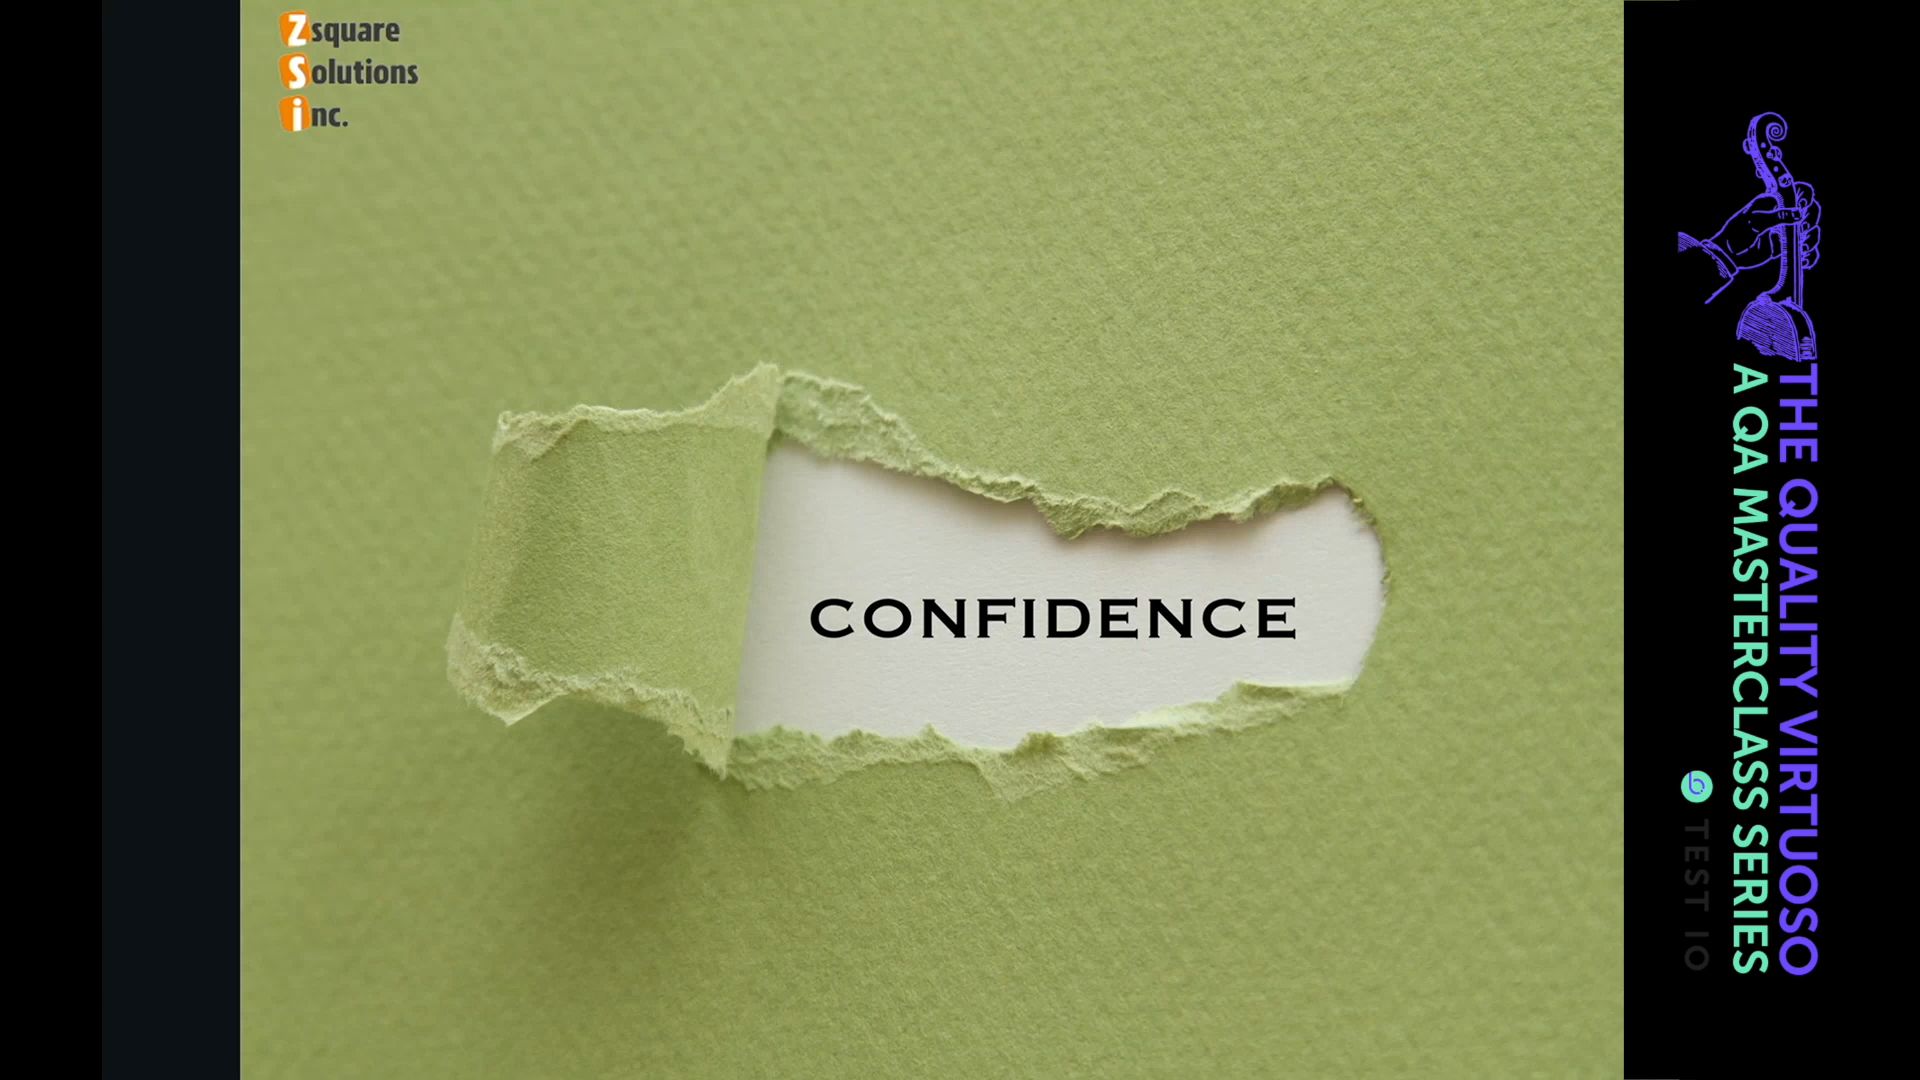 Zsquare
Solutions
inc.
CONFIDENCE
THE QUALITY VIRTUOSO
A QA MASTERCLASS SERIES
TEST IO